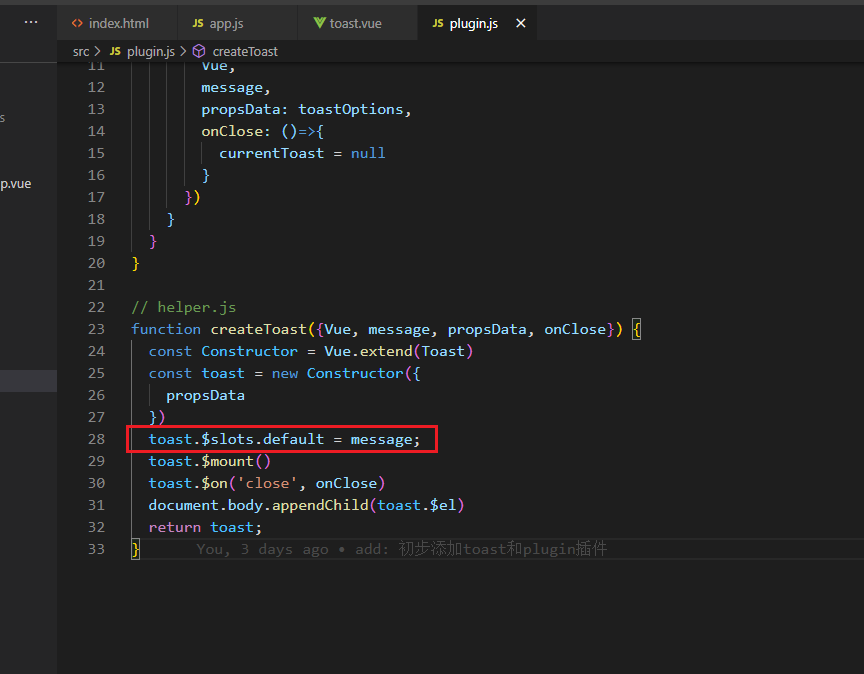 ... index.html JS app.js toast.vue JS plugin.js ×
src > JS plugin.js > createToast
11 Vue,
12 message,
s 13 propsData: toastOptions,
14 onClose: ()=>{
15 currentToast = null
16 }
p.vue 17 })
18 }
19 }
20 }
21
22 // helper.js
23 function createToast({Vue, message, propsData, onClose}) {
24 const Constructor = Vue.extend(Toast)
25 const toast = new Constructor({
26 propsData
27 })
28 toast.$slots.default = message;
29 toast.$mount()
30 toast.$on('close', onClose)
31 document.body.appendChild(toast.$el)
32 return toast;
33 } You, 3 days ago • add: 初步添加toast和plugin插件